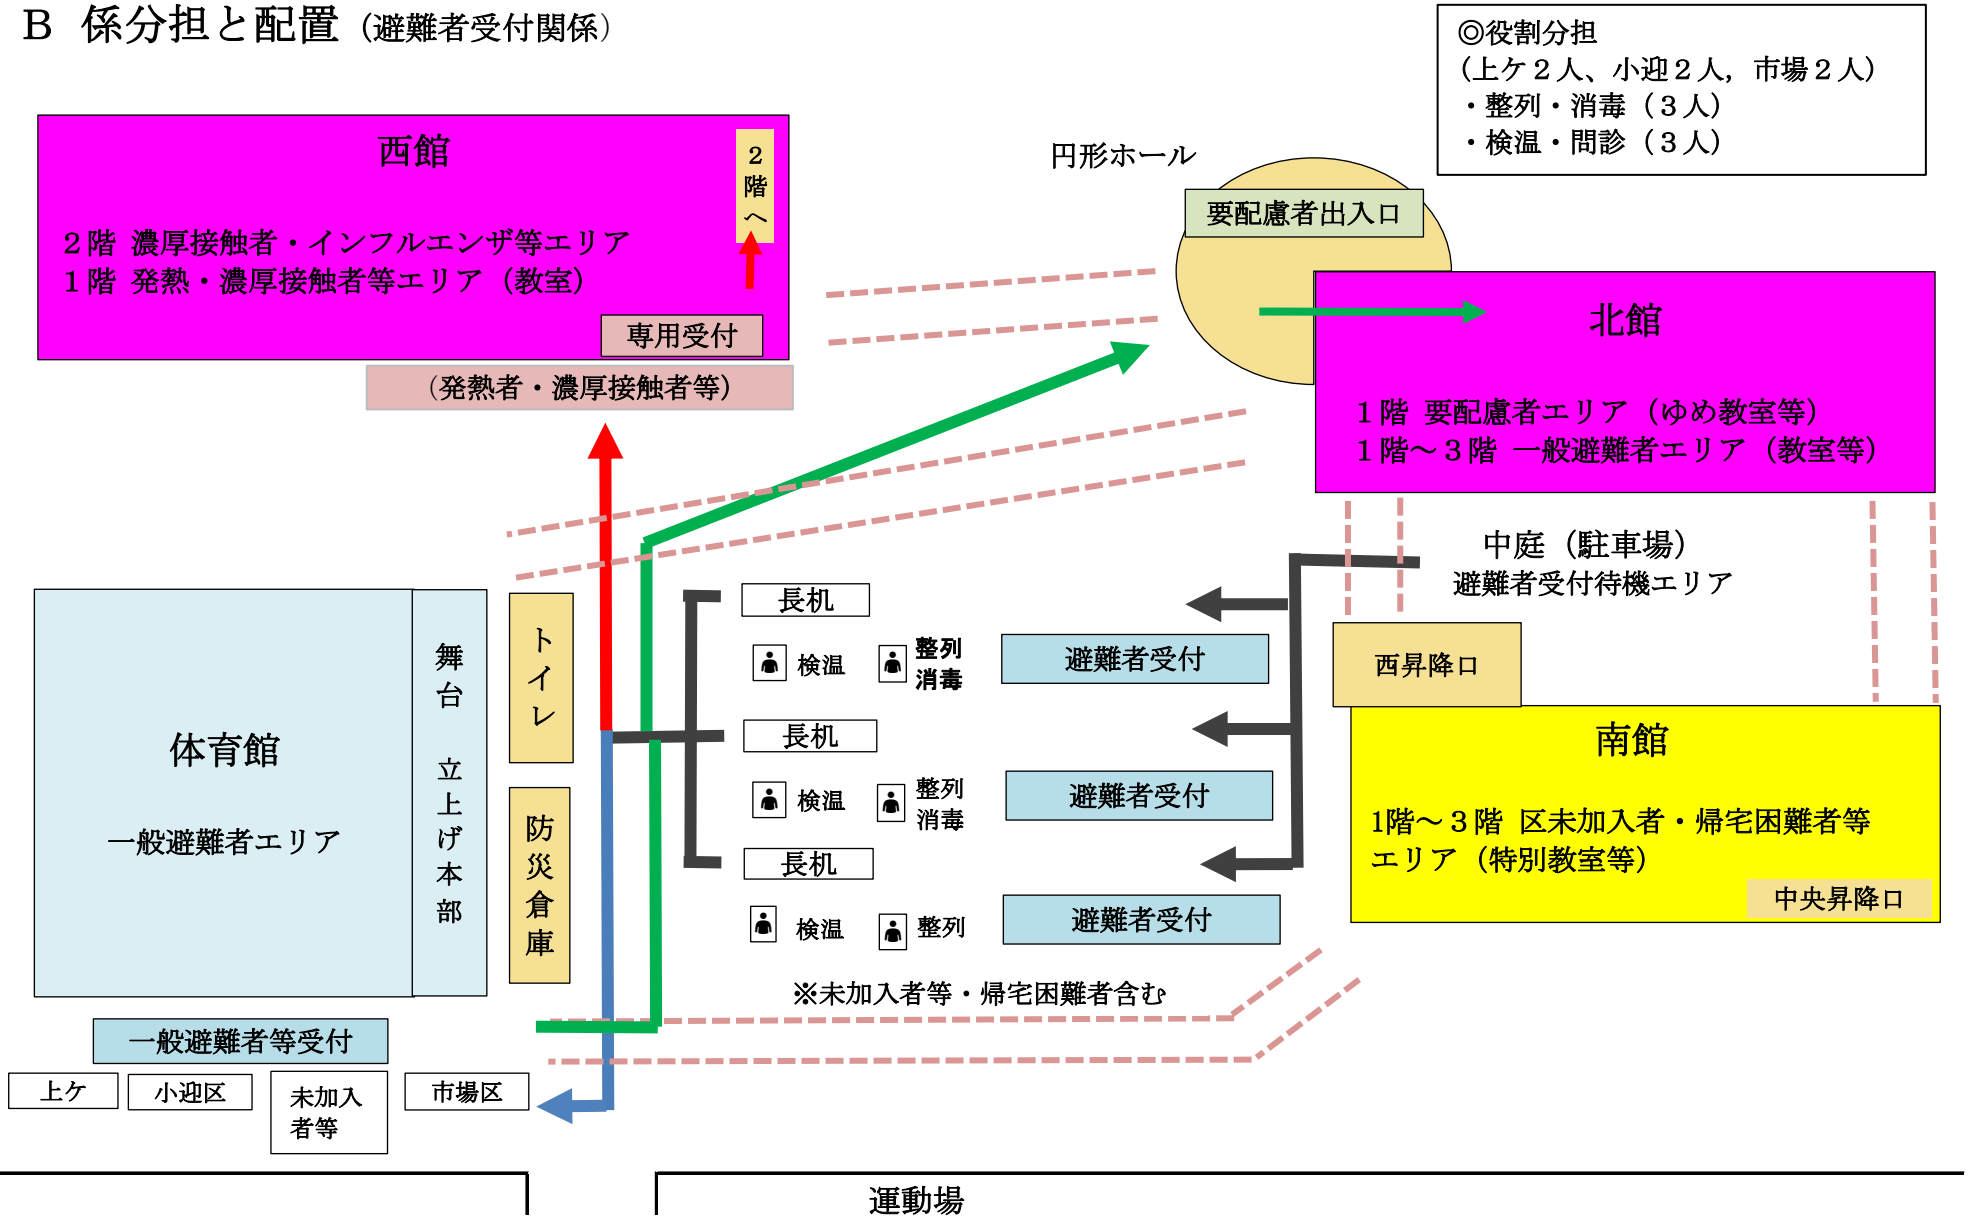 B 係分担と配置（避難者受付関係）
◎役割分担
（上ケ２人、小迎２人，市場２人）
・整列・消毒（３人）
・検温・問診（３人）
西館
２階へ
２階 濃厚接触者・インフルエンザ等エリア
１階 発熱・濃厚接触者等エリア（教室）
専用受付
（発熱者・濃厚接触者等）
円形ホール
要配慮者出入口
北館
１階 要配慮者エリア（ゆめ教室等）
１階～３階 一般避難者エリア（教室等）
中庭（駐車場）
避難者受付待機エリア
体育館
一般避難者エリア
舞台 立上げ本部
トイレ
防災倉庫
長机
検温
整列
消毒
避難者受付
長机
検温
整列
消毒
避難者受付
長机
検温
整列
避難者受付
※未加入者等・帰宅困難者含む
西昇降口
南館
1階～３階 区未加入者・帰宅困難者等
エリア（特別教室等）
中央昇降口
一般避難者等受付
上ケ
小迎区
未加入
者等
市場区
運動場